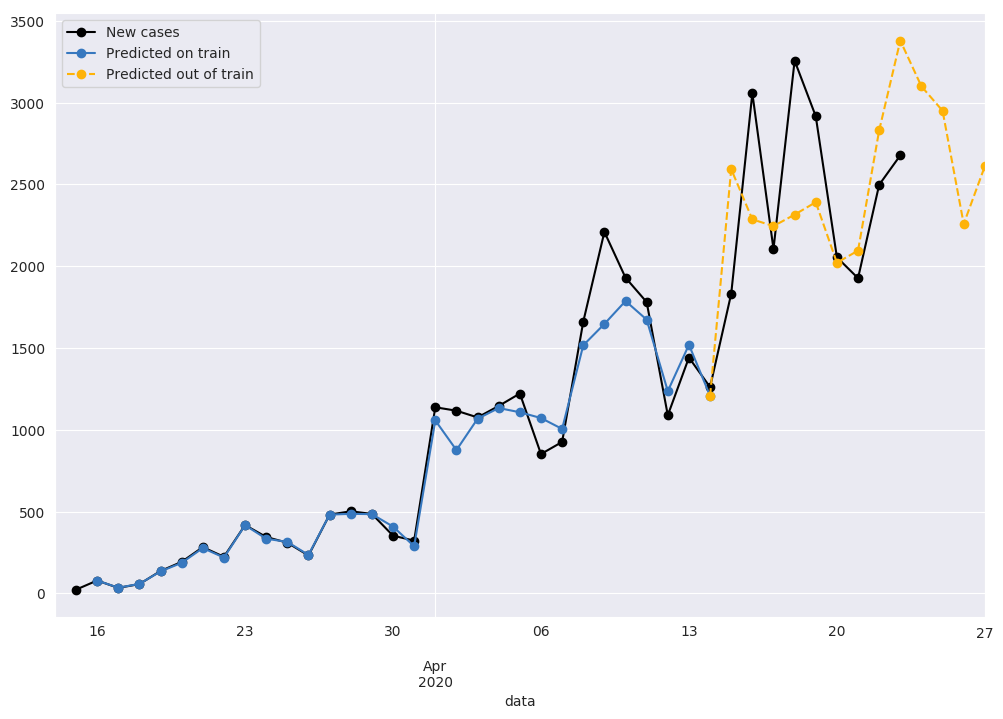 3500
3000
2500
2000
1500
1000
500
0
New cases
Predicted on train
Predicted out of train
16 23 30 06 13 20 27
Apr
2020
data